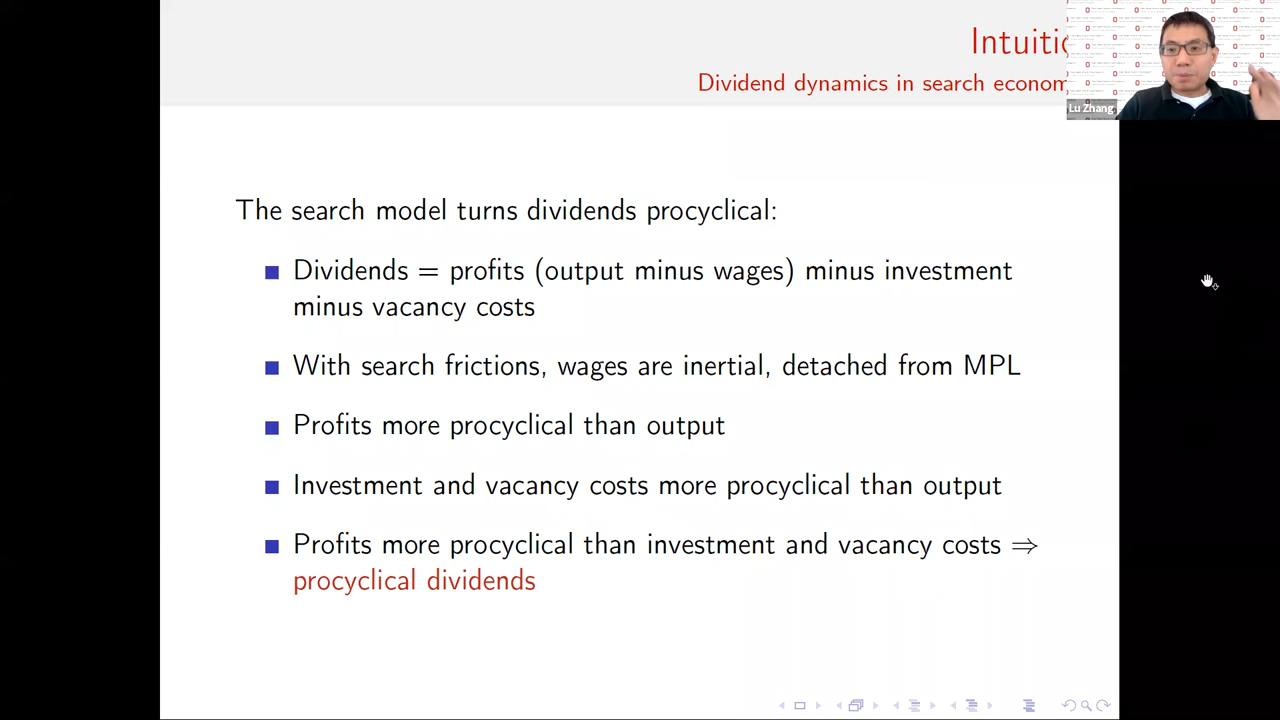 Intuitio
Dividend dynamics in search econom
Lu Zhang
The search model turns dividends procyclical:
Dividends = profits (output minus wages) minus investment
minus vacancy costs
With search frictions, wages are inertial, detached from MPL
Profits more procyclical than output
Investment and vacancy costs more procyclical than output
Profits more procyclical than investment and vacancy costs ⇒
procyclical dividends